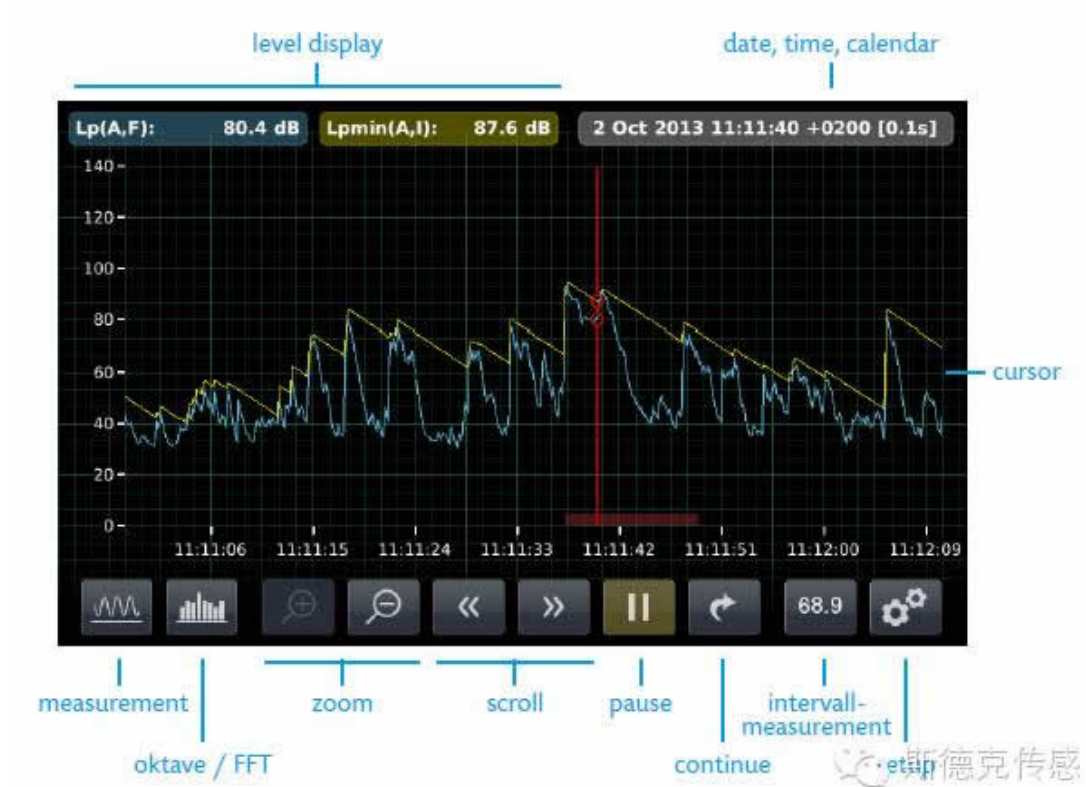 level display
date, time, calendar
Lp(A,F): 80.4 dB
Lpmin(A,I): 87.6 dB
2 Oct 2013 11:11:40 +0200 [0.1s]
140
120
100
80
60
40
20
0
cursor
11:11:06 11:11:15 11:11:24 11:11:33 11:11:42 11:11:51 11:12:00 11:12:09
68.9
measurement
zoom
scroll
pause
intervall-
measurement
oktave / FFT
continue
斯德克传感